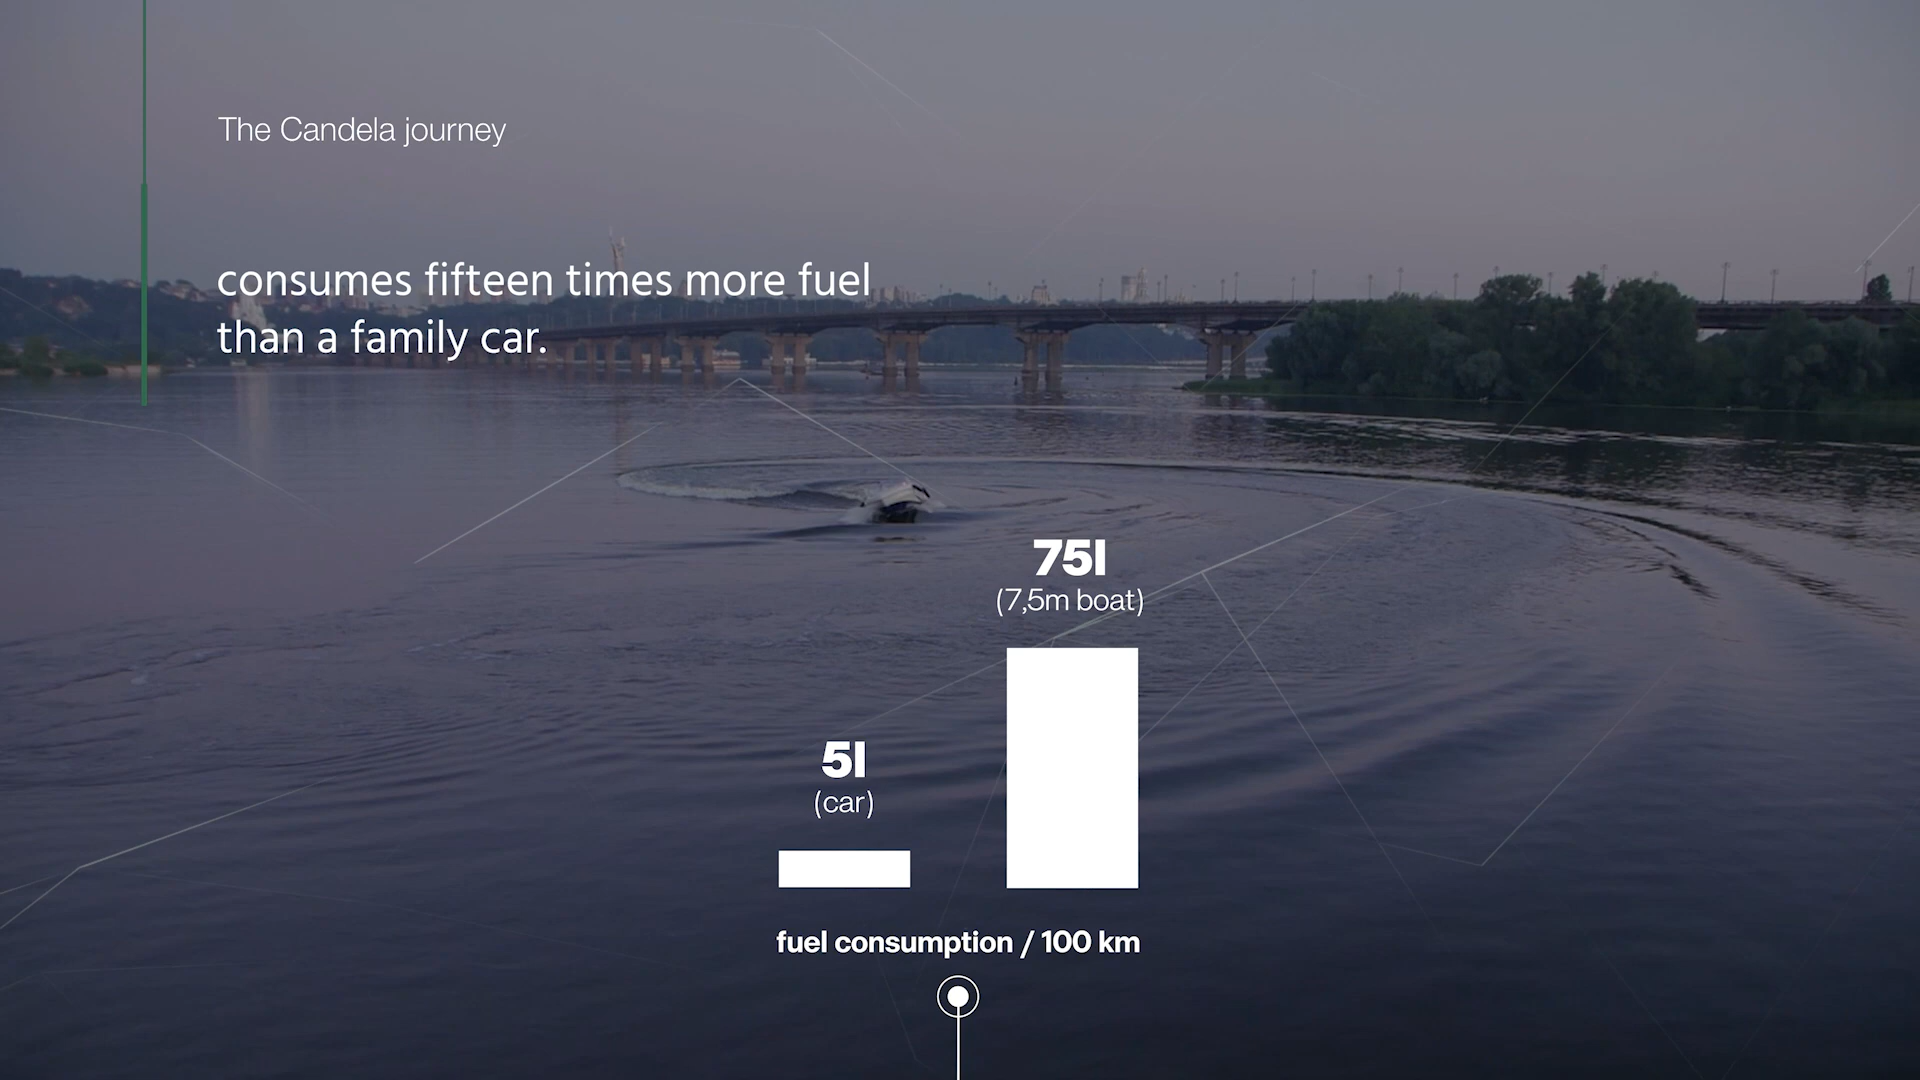 The Candela journey
consumes fifteen times more fuel
than a family car.
75l
(7,5m boat)
5l
(car)
fuel consumption / 100 km